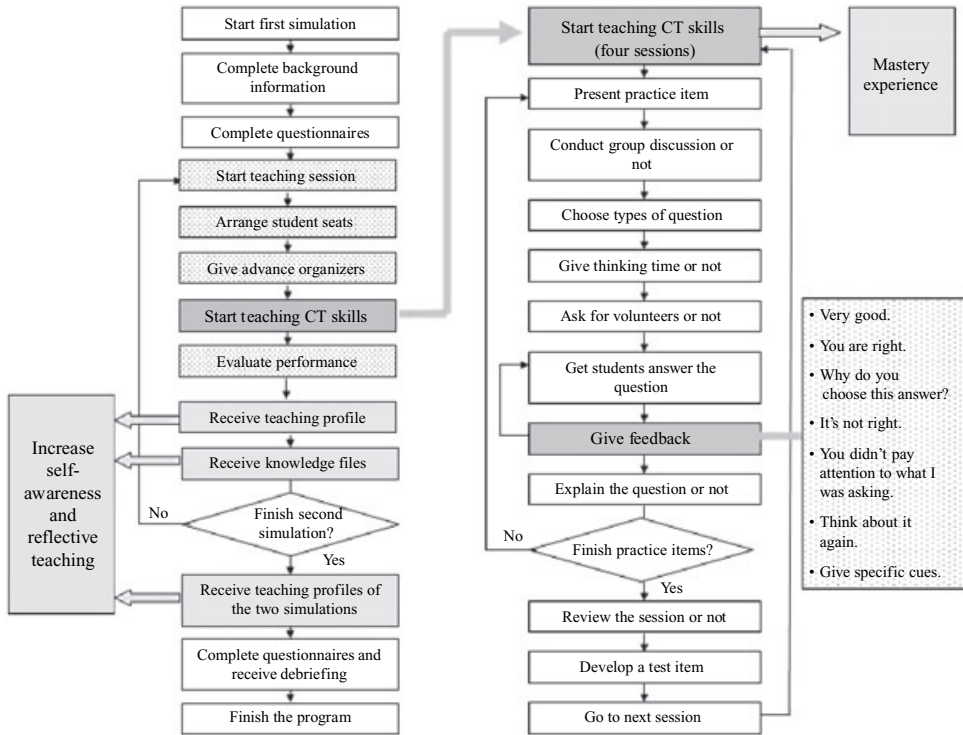 Start first simulation
Complete background
information
Complete questionnaires
Start teaching session
Arrange student seats
Give advance organizers
Start teaching CT skills
Evaluate performance
Receive teaching profile
Receive knowledge files
Increase
self-
awareness
and
reflective
teaching
No
Finish second
simulation?
Yes
Receive teaching profiles of
the two simulations
Complete questionnaires and
receive debriefing
Finish the program
Start teaching CT skills
(four sessions)
Mastery
experience
Present practice item
Conduct group discussion or
not
Choose types of question
Give thinking time or not
Ask for volunteers or not
Get students answer the
question
Give feedback
• Very good.
• You are right.
• Why do you
choose this answer?
• It's not right.
• You didn't pay
attention to what I
was asking.
• Think about it
again.
• Give specific cues.
Explain the question or not
No
Finish practice items?
Yes
Review the session or not
Develop a test item
Go to next session